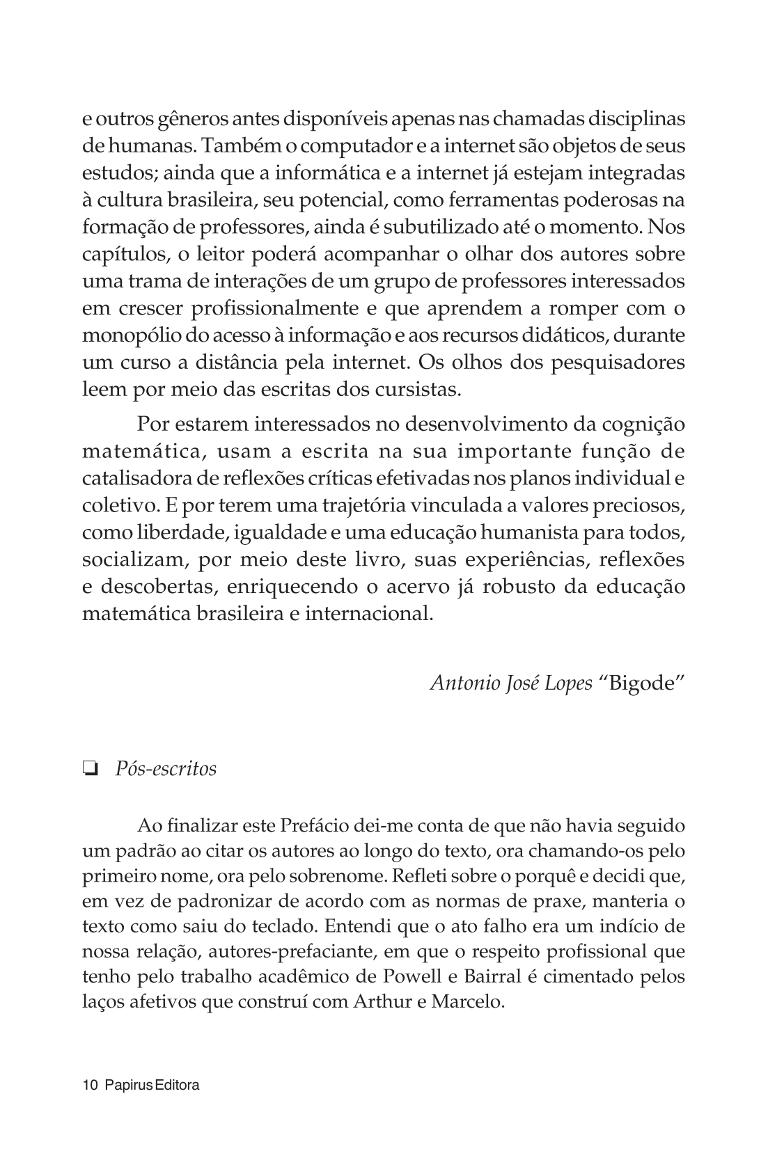 e outros gêneros antes disponíveis apenas nas chamadas disciplinas
de humanas. Também o computador e a internet são objetos de seus
estudos; ainda que a informática e a internet já estejam integradas
à cultura brasileira, seu potencial, como ferramentas poderosas na
formação de professores, ainda é subutilizado até o momento. Nos
capítulos, o leitor poderá acompanhar o olhar dos autores sobre
uma trama de interações de um grupo de professores interessados
em crescer profissionalmente e que aprendem a romper com o
monopólio do acesso à informação e aos recursos didáticos, durante
um curso a distância pela internet. Os olhos dos pesquisadores
leem por meio das escritas dos cursistas.
Por estarem interessados no desenvolvimento da cognição
matemática, usam a escrita na sua importante função de
catalisadora de reflexões críticas efetivadas nos planos individual e
coletivo. E por terem uma trajetória vinculada a valores preciosos,
como liberdade, igualdade e uma educação humanista para todos,
socializam, por meio deste livro, suas experiências, reflexões
e descobertas, enriquecendo o acervo já robusto da educação
matemática brasileira e internacional.
Antonio José Lopes “Bigode”
❏ Pós-escritos
Ao finalizar este Prefácio dei-me conta de que não havia seguido
um padrão ao citar os autores ao longo do texto, ora chamando-os pelo
primeiro nome, ora pelo sobrenome. Refleti sobre o porquê e decidi que,
em vez de padronizar de acordo com as normas de praxe, manteria o
texto como saiu do teclado. Entendi que o ato falho era um indício de
nossa relação, autores-prefaciante, em que o respeito profissional que
tenho pelo trabalho acadêmico de Powell e Bairral é cimentado pelos
laços afetivos que construí com Arthur e Marcelo.
10 Papirus Editora